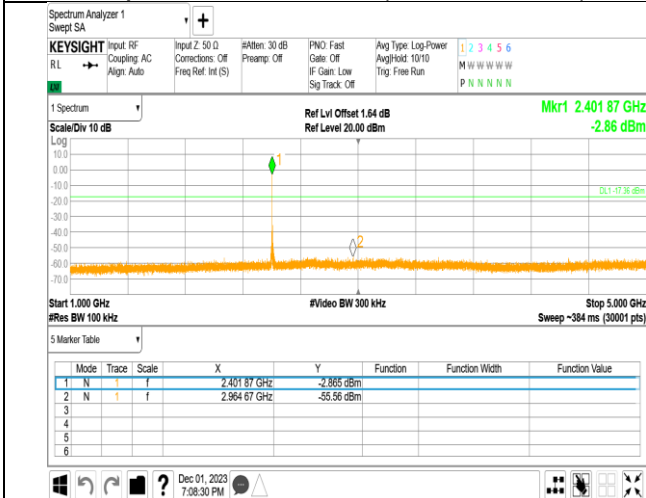 Spectrum Analyzer 1
Swept SA
+
KEYSIGHT Input: RF Input Z: 50 Ω #Atten: 30 dB PNO: Fast Avg Type: Log-Power 1 2 3 4 5 6
RL Coupling: AC Corrections: Off Preamp: Off Gate: Off Avg|Hold: 10/10 M W W W W W
Align: Auto Freq Ref: Int (S) IF Gain: Low Trig: Free Run
Sig Track: Off P N N N N N
1 Spectrum Ref Lvl Offset 1.64 dB Mkr1 2.401 87 GHz
Scale/Div 10 dB Ref Level 20.00 dBm -2.86 dBm
Log
10.0
0.00
-10.0
-20.0
-30.0
-40.0
-50.0
-60.0
-70.0
1
DL1 -17.36 dBm
2
Start 1.000 GHz #Video BW 300 kHz Stop 5.000 GHz
#Res BW 100 kHz Sweep ~384 ms (30001 pts)
5 Marker Table
Mode Trace Scale X Y Function Function Width Function Value
1 N 1 f 2.401 87 GHz -2.865 dBm
2 N 1 f 2.964 67 GHz -55.56 dBm
3
4
5
6
? Dec 01, 2023
7:08:30 PM